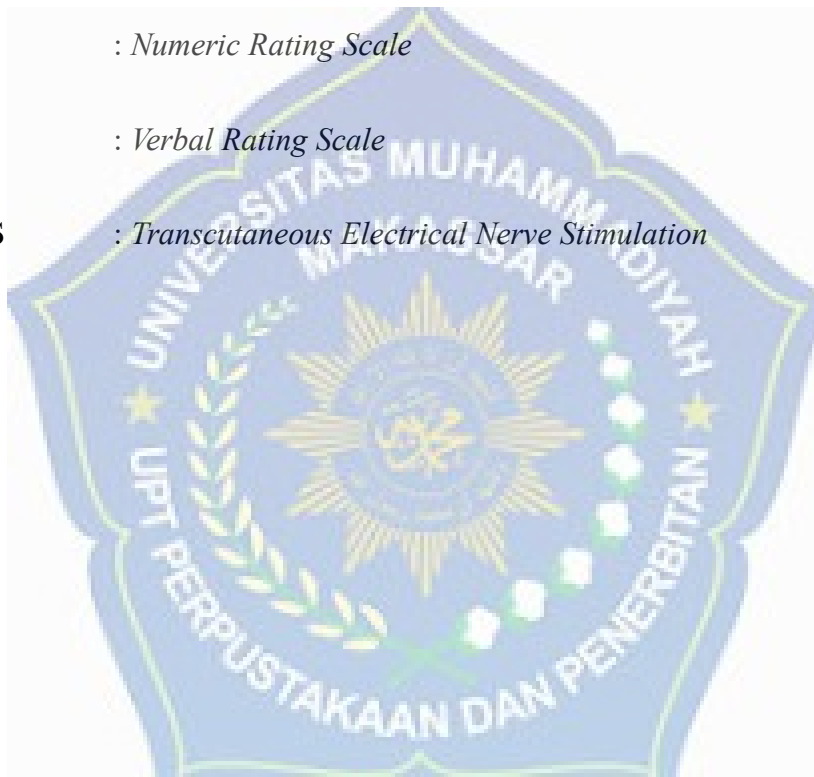 : Numeric Rating Scale
: Verbal Rating Scale
S : Transcutaneous Electrical Nerve Stimulation
UNIVERSITAS MUHAMMADIYAH
MAKASSAR
UPT PERPUSTAKAAN DAN PENERBITAN